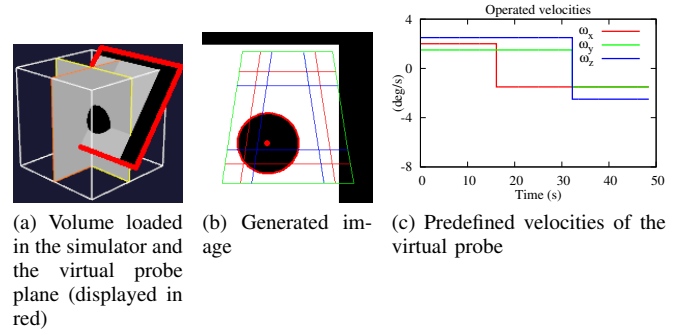 Operated velocities
4
0
-4
-8
(deg/s)
ωx
ωy
ωz
0 10 20 30 40 50
Time (s)
(a) Volume loaded
in the simulator and
the virtual probe
plane (displayed in
red)
(b) Generated im-
age
(c) Predefined velocities of the
virtual probe